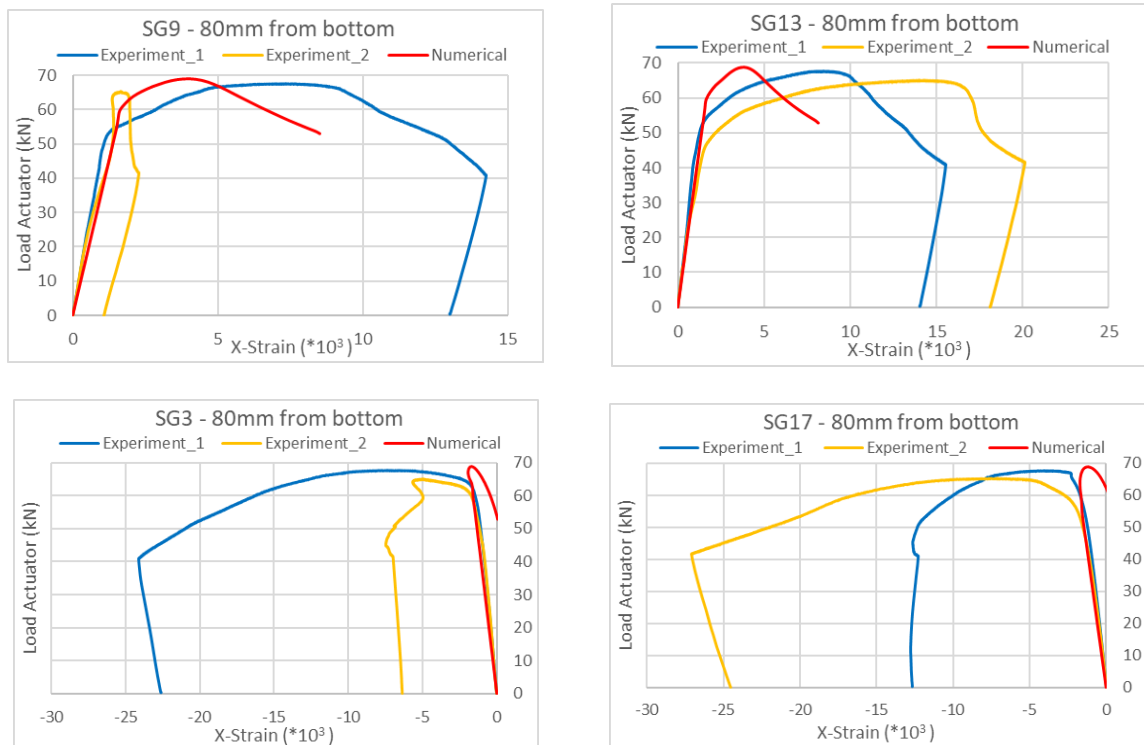 SG9 - 80mm from bottom
Experiment_1 Experiment_2 Numerical
70
60
50
40
30
20
10
0
0 5 10 15
Load Actuator (kN)
X-Strain (*10³ )
SG13 - 80mm from bottom
Experiment_1 Experiment_2 Numerical
70
60
50
40
30
20
10
0
0 5 10 15 20 25
Load Actuator (kN)
X-Strain (*10³ )
SG3 - 80mm from bottom
Experiment_1 Experiment_2 Numerical
70
60
50
40
30
20
10
0
-30 -25 -20 -15 -10 -5 0
Load Actuator (kN)
X-Strain (*10³ )
SG17 - 80mm from bottom
Experiment_1 Experiment_2 Numerical
70
60
50
40
30
20
10
0
-30 -25 -20 -15 -10 -5 0
Load Actuator (kN)
X-Strain (*10³ )